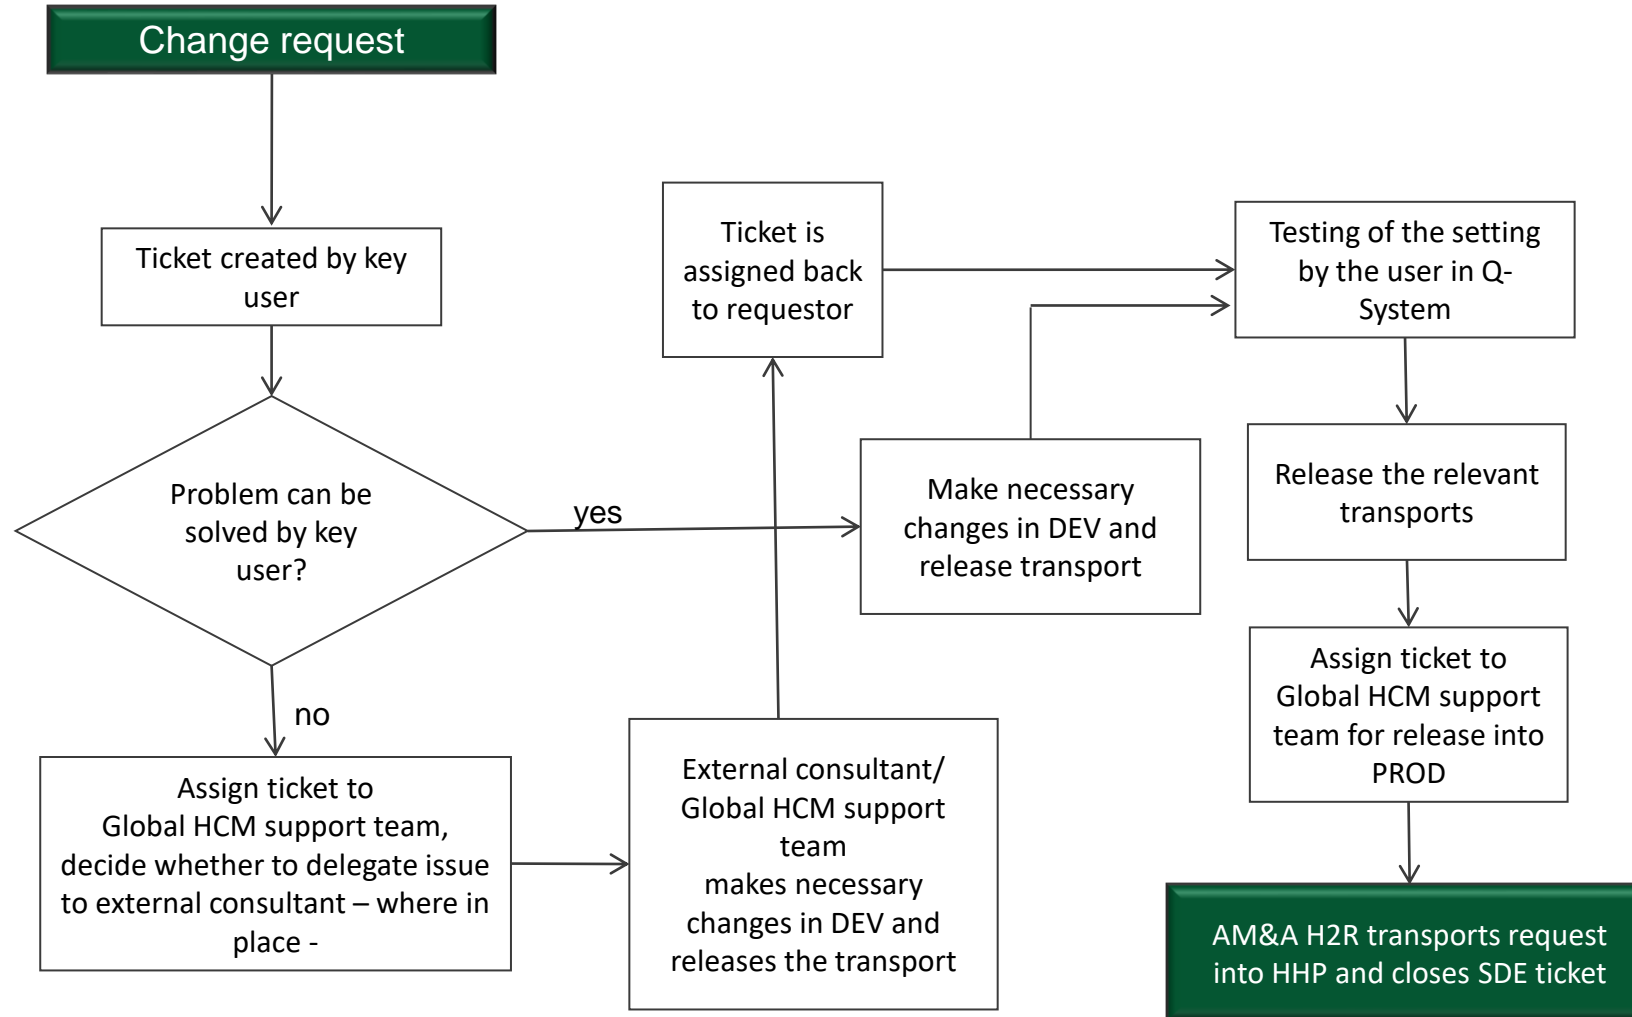 Change request
Ticket created by key
user
Problem can be
solved by key
user?
yes
no
Assign ticket to
Global HCM support team,
decide whether to delegate issue
to external consultant – where in
place -
External consultant/
Global HCM support
team
makes necessary
changes in DEV and
releases the transport
Ticket is
assigned back
to requestor
Make necessary
changes in DEV and
release transport
Testing of the setting
by the user in Q-
System
Release the relevant
transports
Assign ticket to
Global HCM support
team for release into
PROD
AM&A H2R transports request
into HHP and closes SDE ticket